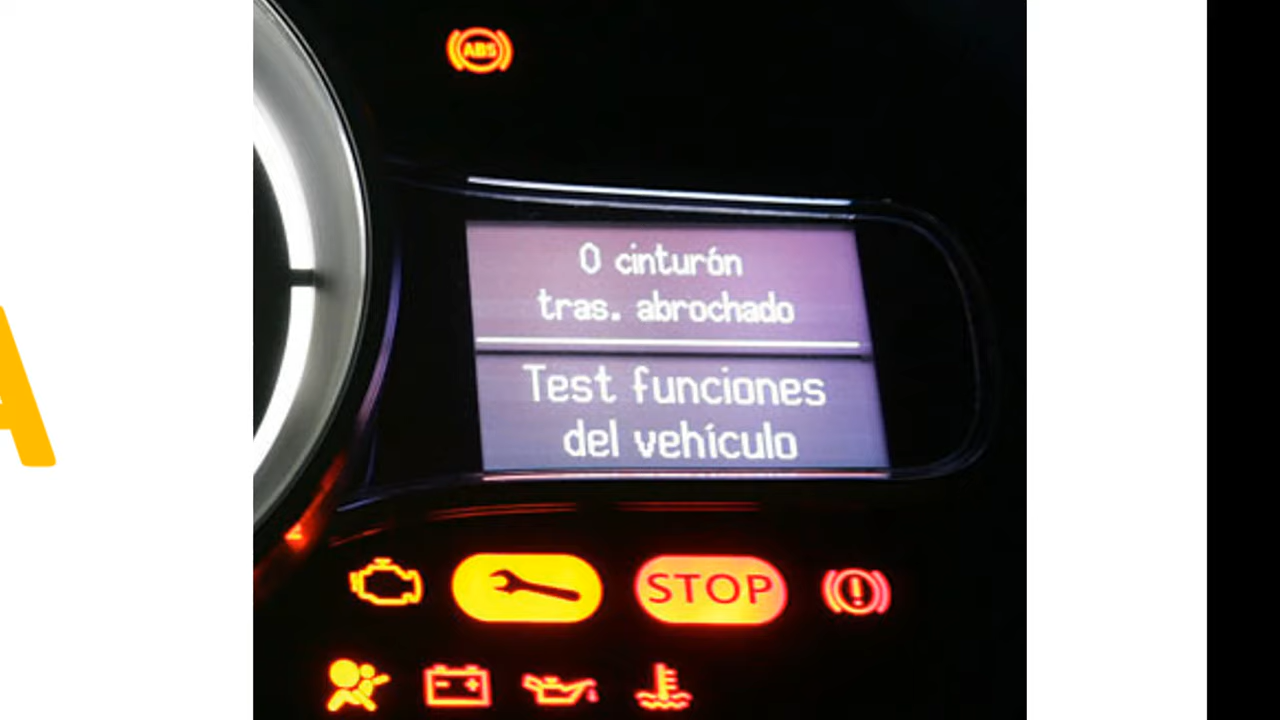 A
ABS
0 cinturón
tras. abrochado
Test funciones
del vehículo
STOP